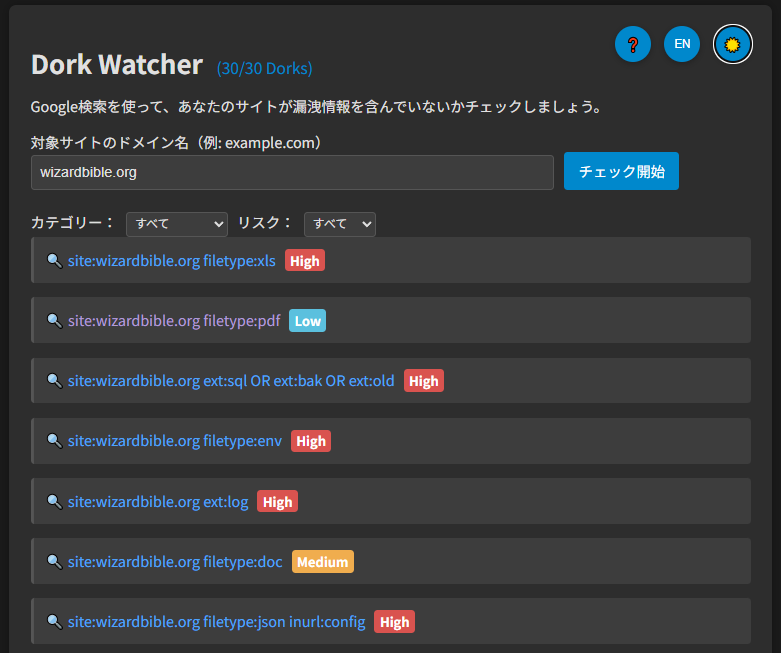 ❓ EN
Dork Watcher (30/30 Dorks)
Google検索を使って、あなたのサイトが漏洩情報を含んでいないかチェックしましょう。
対象サイトのドメイン名（例: example.com）
wizardbible.org チェック開始
カテゴリー： すべて リスク： すべて
site:wizardbible.org filetype:xls High
site:wizardbible.org filetype:pdf Low
site:wizardbible.org ext:sql OR ext:bak OR ext:old High
site:wizardbible.org filetype:env High
site:wizardbible.org ext:log High
site:wizardbible.org filetype:doc Medium
site:wizardbible.org filetype:json inurl:config High